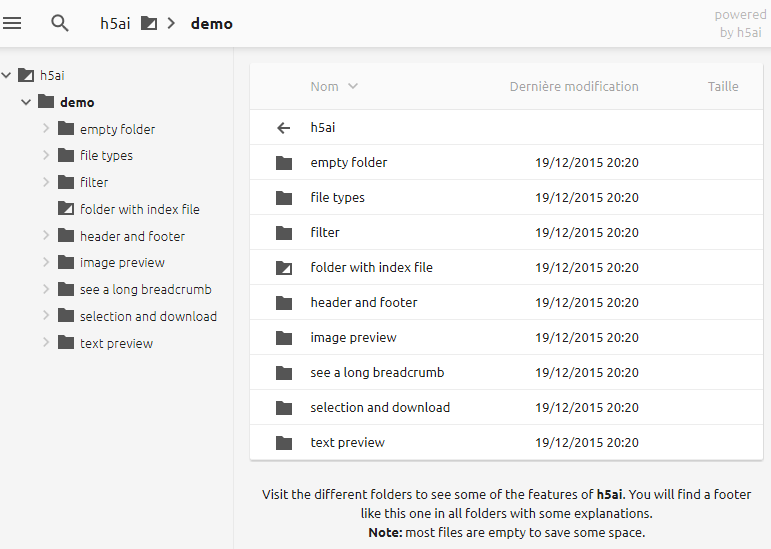 h5ai demo
powered
by h5ai
h5ai
demo
empty folder
file types
filter
folder with index file
header and footer
image preview
see a long breadcrumb
selection and download
text preview
Nom Dernière modification Taille
h5ai
empty folder 19/12/2015 20:20
file types 19/12/2015 20:20
filter 19/12/2015 20:20
folder with index file 19/12/2015 20:20
header and footer 19/12/2015 20:20
image preview 19/12/2015 20:20
see a long breadcrumb 19/12/2015 20:20
selection and download 19/12/2015 20:20
text preview 19/12/2015 20:20
Visit the different folders to see some of the features of h5ai. You will find a footer
like this one in all folders with some explanations.
Note: most files are empty to save some space.